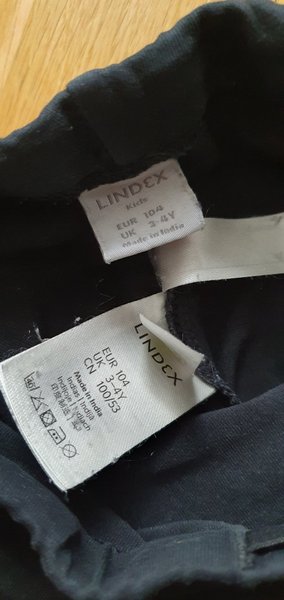 LINDEX
Kids
EUR 104
UK 3-4Y
Made in India
LINDEX
EUR 104
UK 3-4Y
CN 100/53
Made in India